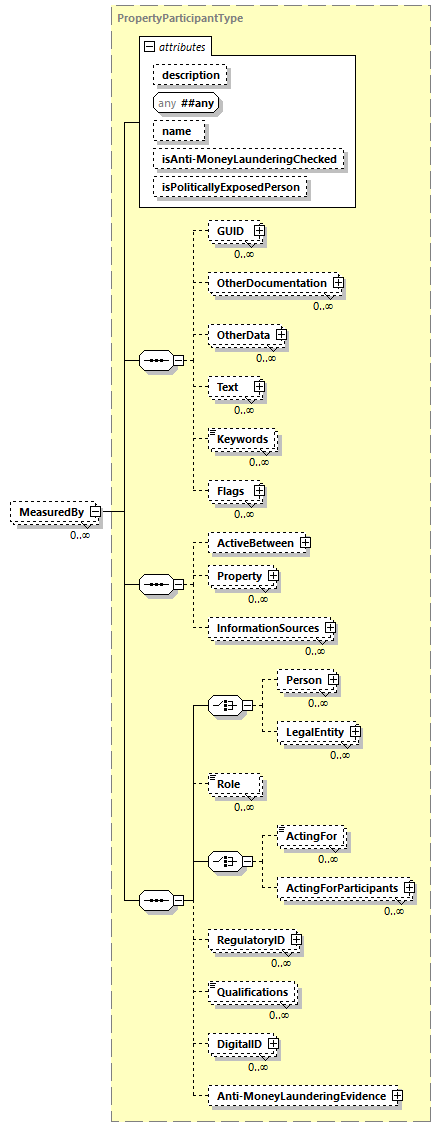 PropertyParticipantType
attributes
description
any ##any
name
isAnti-MoneyLaunderingChecked
isPoliticallyExposedPerson
GUID
0..∞
OtherDocumentation
0..∞
OtherData
0..∞
Text
0..∞
Keywords
0..∞
Flags
0..∞
MeasuredBy
0..∞
ActiveBetween
Property
0..∞
InformationSources
0..∞
Person
0..∞
LegalEntity
0..∞
Role
0..∞
ActingFor
0..∞
ActingForParticipants
0..∞
RegulatoryID
0..∞
Qualifications
0..∞
DigitalID
0..∞
Anti-MoneyLaunderingEvidence